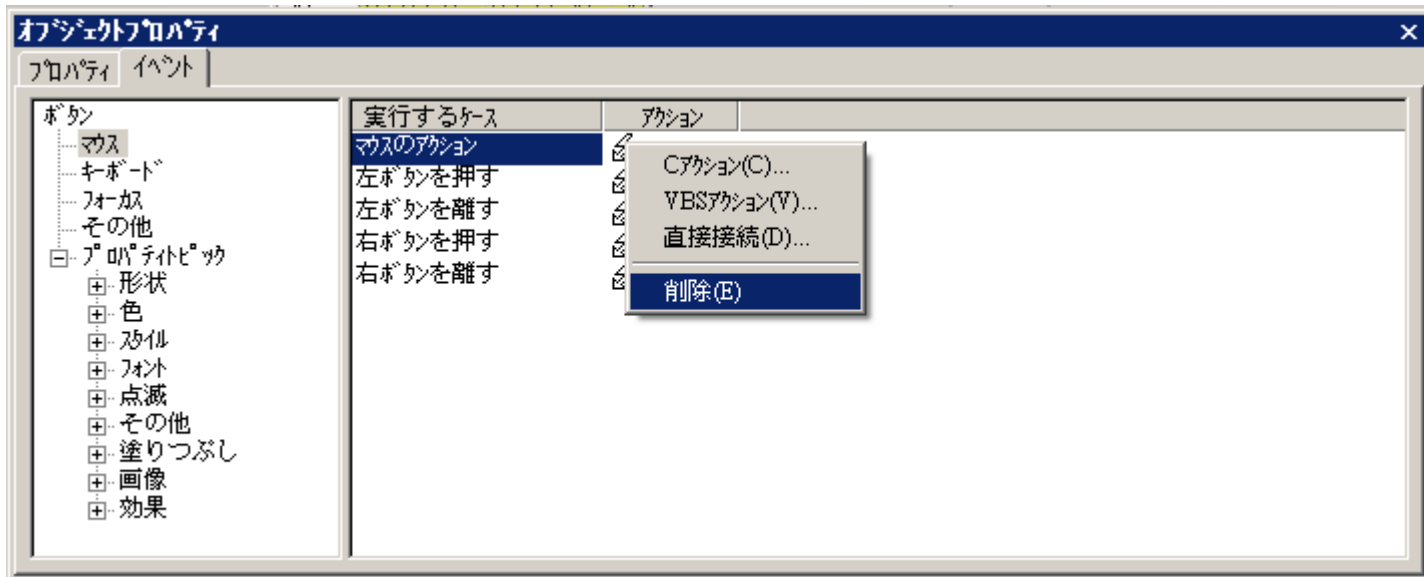 ｵﾌﾞｼﾞｪｸﾄﾌﾟﾛﾊﾟﾃｨ
ﾌﾟﾛﾊﾟﾃｨ ｲﾍﾞﾝﾄ
ﾎﾞﾀﾝ
ﾏｳｽ
ｷｰﾎﾞｰﾄﾞ
ﾌｫｰｶｽ
その他
ﾌﾟﾛﾊﾟﾃｨﾄﾋﾟｯｸ
形状
色
ｽﾀｲﾙ
ﾌｫﾝﾄ
点滅
その他
塗りつぶし
画像
効果
実行するｹｰｽ ｱｸｼｮﾝ
ﾏｳｽのｱｸｼｮﾝ
左ﾎﾞﾀﾝを押す
左ﾎﾞﾀﾝを離す
右ﾎﾞﾀﾝを押す
右ﾎﾞﾀﾝを離す
Cｱｸｼｮﾝ(C)...
VBSｱｸｼｮﾝ(V)...
直接接続(D)...
削除(E)